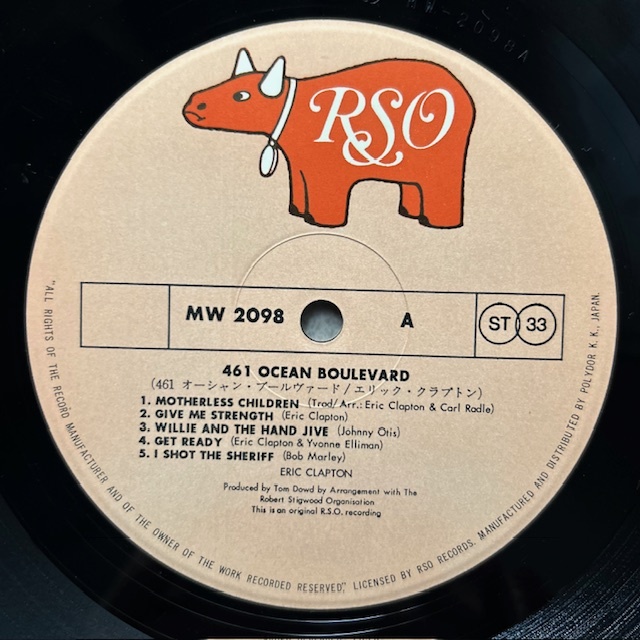 MW-2098A
RSO
MW 2098
A
ST 33
461 OCEAN BOULEVARD
(461 オーシャン・ブールヴァード/エリック・クラプトン)
1. MOTHERLESS CHILDREN (Trad/Arr.: Eric Clapton & Carl Radle)
2. GIVE ME STRENGTH (Eric Clapton)
3. WILLIE AND THE HAND JIVE (Johnny Otis)
4. GET READY (Eric Clapton & Yvonne Elliman)
5. I SHOT THE SHERIFF (Bob Marley)
ERIC CLAPTON
Produced by Tom Dowd by Arrangement with The
Robert Stigwood Organisation
This is an original R.S.O. recording
"ALL RIGHTS OF THE RECORD MANUFACTURER AND OF THE OWNER OF THE WORK RECORDED RESERVED," LICENSED BY RSO RECORDS. MANUFACTURED AND DISTRIBUTED BY POLYDOR K. K., JAPAN.